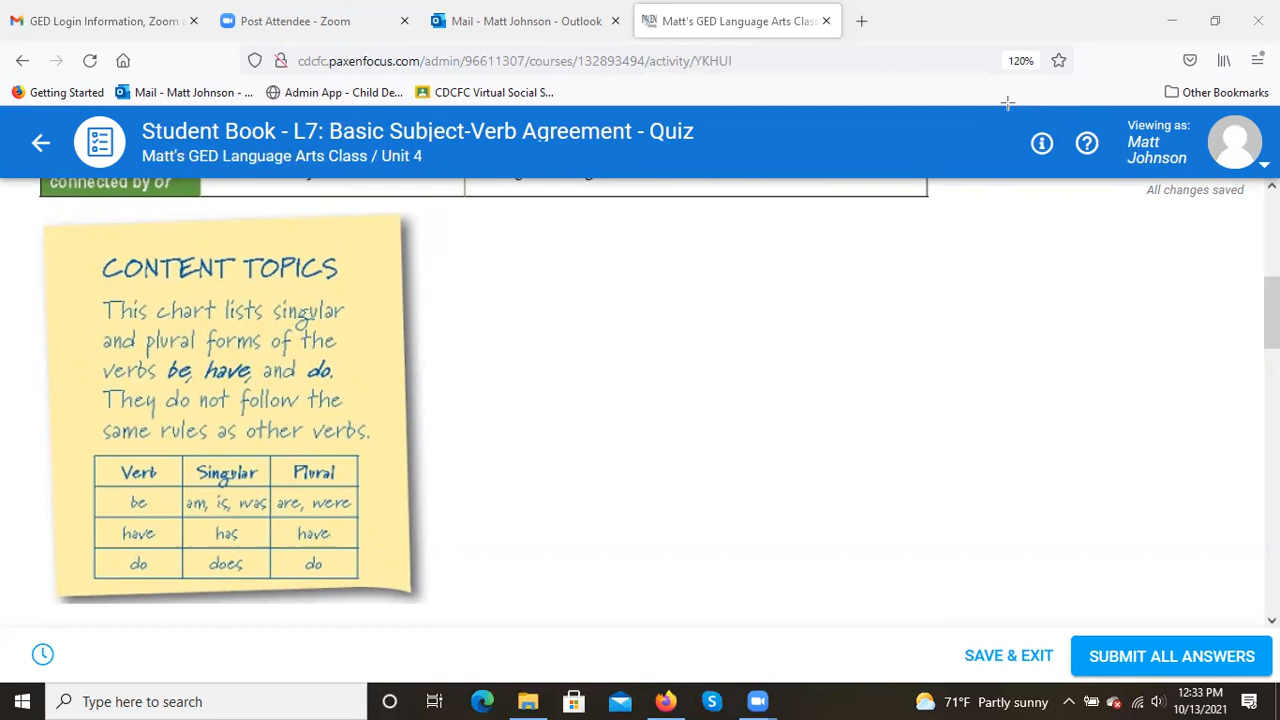 GED Login Information, Zoom a
Post Attendee - Zoom
Mail - Matt Johnson - Outlook
Matt's GED Language Arts Class
cdcfc.paxenfocus.com/admin/96611307/courses/132893494/activity/YKHUI
120%
Getting Started
Mail - Matt Johnson - ...
Admin App - Child De...
CDCFC Virtual Social S...
Other Bookmarks
Student Book - L7: Basic Subject-Verb Agreement - Quiz
Matt's GED Language Arts Class / Unit 4
Viewing as:
Matt
Johnson
connected by or
All changes saved
CONTENT TOPICS
This chart lists singular
and plural forms of the
verbs be, have, and do.
They do not follow the
same rules as other verbs.
Verb Singular Plural
be am, is, was are, were
have has have
do does do
SAVE & EXIT
SUBMIT ALL ANSWERS
Type here to search
71°F Partly sunny
12:33 PM
10/13/2021